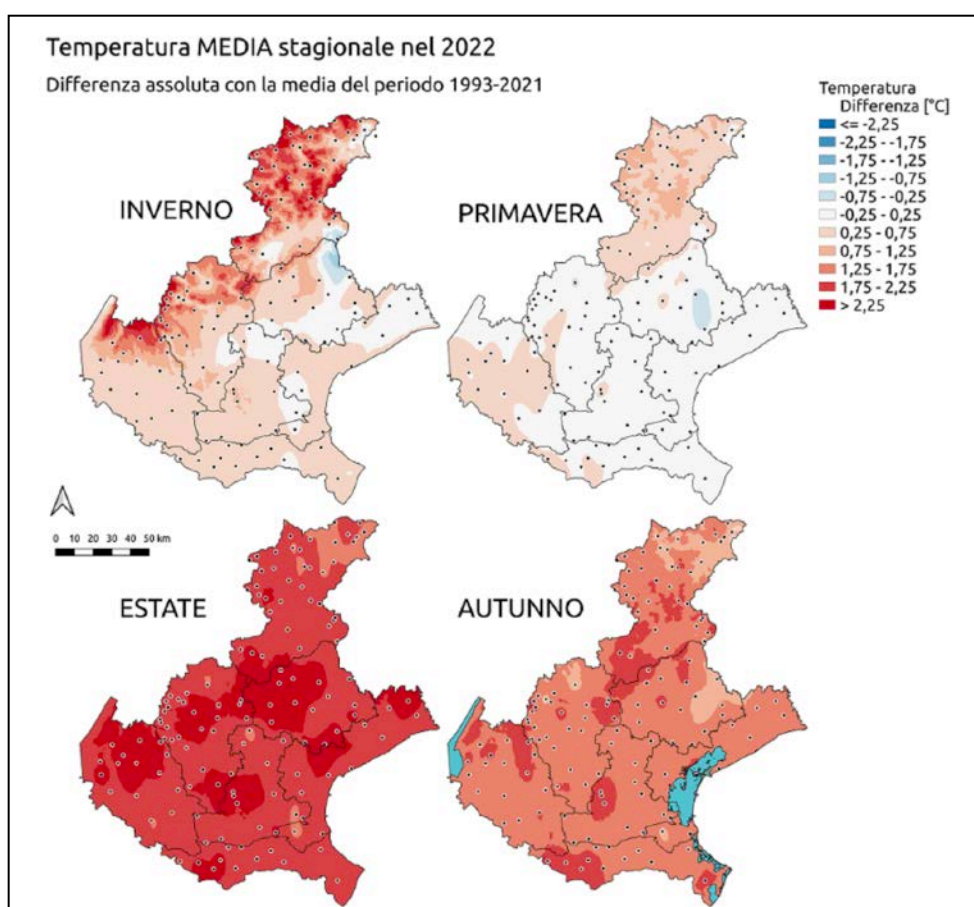 Temperatura MEDIA stagionale nel 2022
Differenza assoluta con la media del periodo 1993-2021
Temperatura
Differenza [°C]
<= -2,25
-2,25 - -1,75
-1,75 - -1,25
-1,25 - -0,75
-0,75 - -0,25
-0,25 - 0,25
0,25 - 0,75
0,75 - 1,25
1,25 - 1,75
1,75 - 2,25
> 2,25
INVERNO
PRIMAVERA
0 10 20 30 40 50 km
ESTATE
AUTUNNO